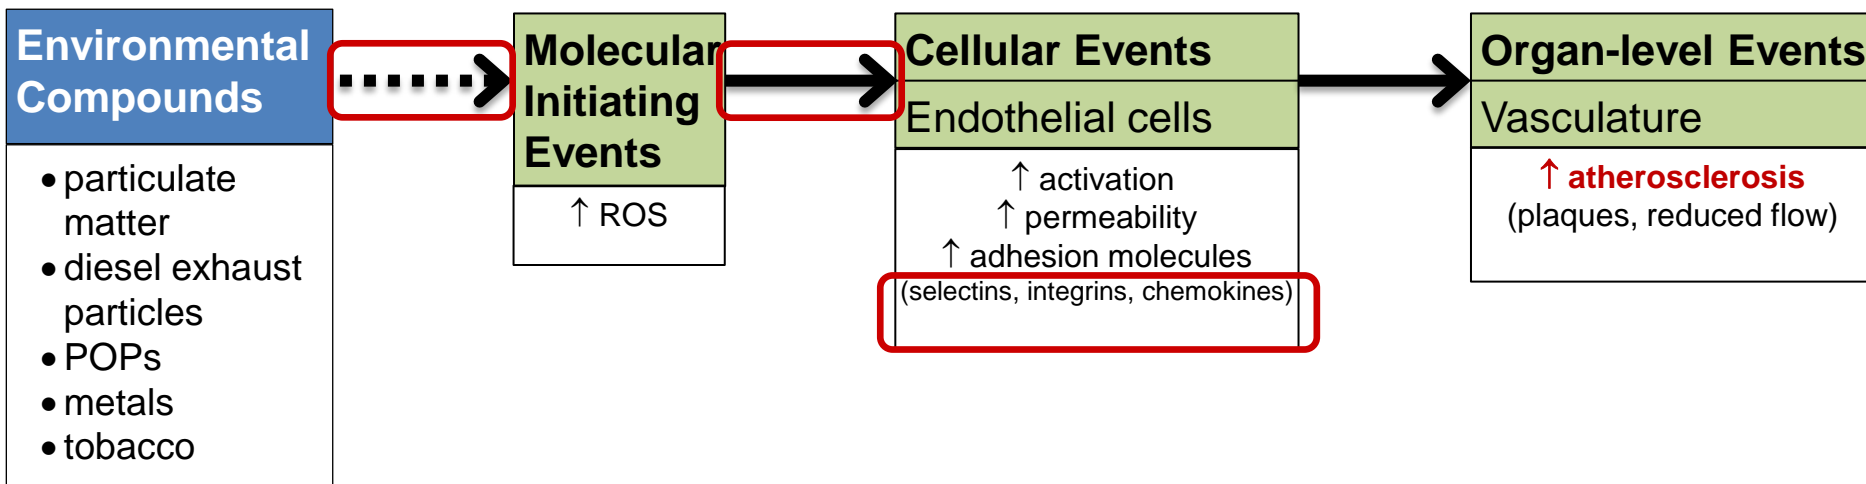 Environmental
Compounds
• particulate
matter
• diesel exhaust
particles
• POPs
• metals
• tobacco
Molecular
Initiating
Events
↑ ROS
Cellular Events
Endothelial cells
↑ activation
↑ permeability
↑ adhesion molecules
(selectins, integrins, chemokines)
Organ-level Events
Vasculature
↑ atherosclerosis
(plaques, reduced flow)